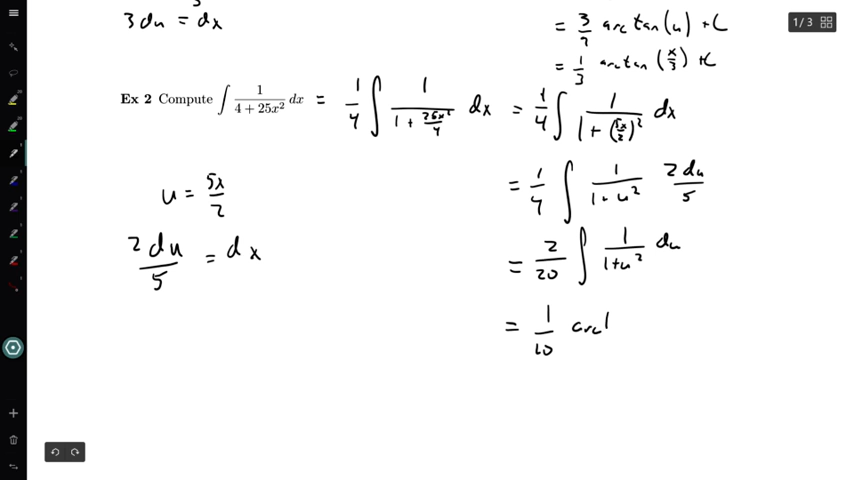 3 du = dx
= 3/9 arctan(u) + C
= 1/3 arctan(x/3) + C
1/3
Ex 2 Compute ∫ 1/(4 + 25x²) dx = 1/4 ∫ 1/(1 + 25x²/4) dx = 1/4 ∫ 1/(1 + (5x/2)²) dx
u = 5x/2
= 1/4 ∫ 1/(1 + u²) 2du/5
2du/5 = dx
= 2/20 ∫ 1/(1+u²) du
= 1/10 arc